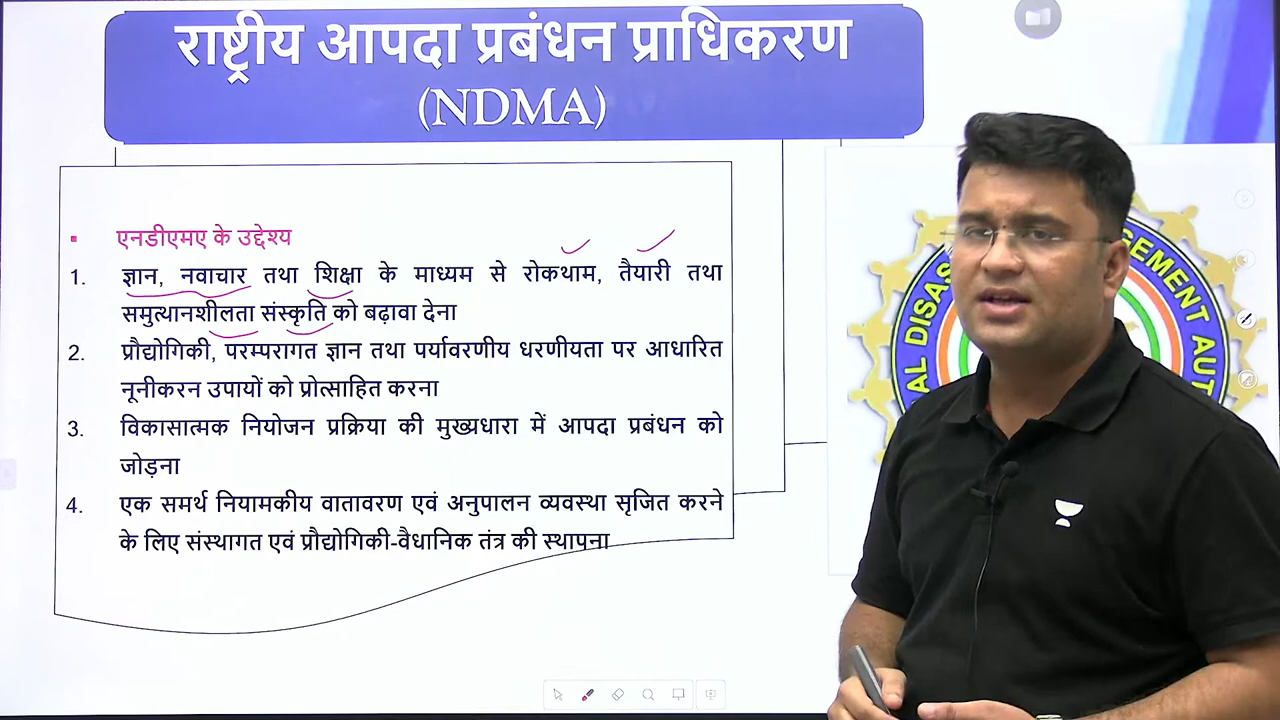 राष्ट्रीय आपदा प्रबंधन प्राधिकरण
(NDMA)
एनडीएमए के उद्देश्य
1. ज्ञान, नवाचार तथा शिक्षा के माध्यम से रोकथाम, तैयारी तथा
समुत्थानशीलता संस्कृति को बढ़ावा देना
2. प्रौद्योगिकी, परम्परागत ज्ञान तथा पर्यावरणीय धरणीयता पर आधारित
नूनीकरन उपायों को प्रोत्साहित करना
3. विकासात्मक नियोजन प्रक्रिया की मुख्यधारा में आपदा प्रबंधन को
जोड़ना
4. एक समर्थ नियामकीय वातावरण एवं अनुपालन व्यवस्था सृजित करने
के लिए संस्थागत एवं प्रौद्योगिकी-वैधानिक तंत्र की स्थापना